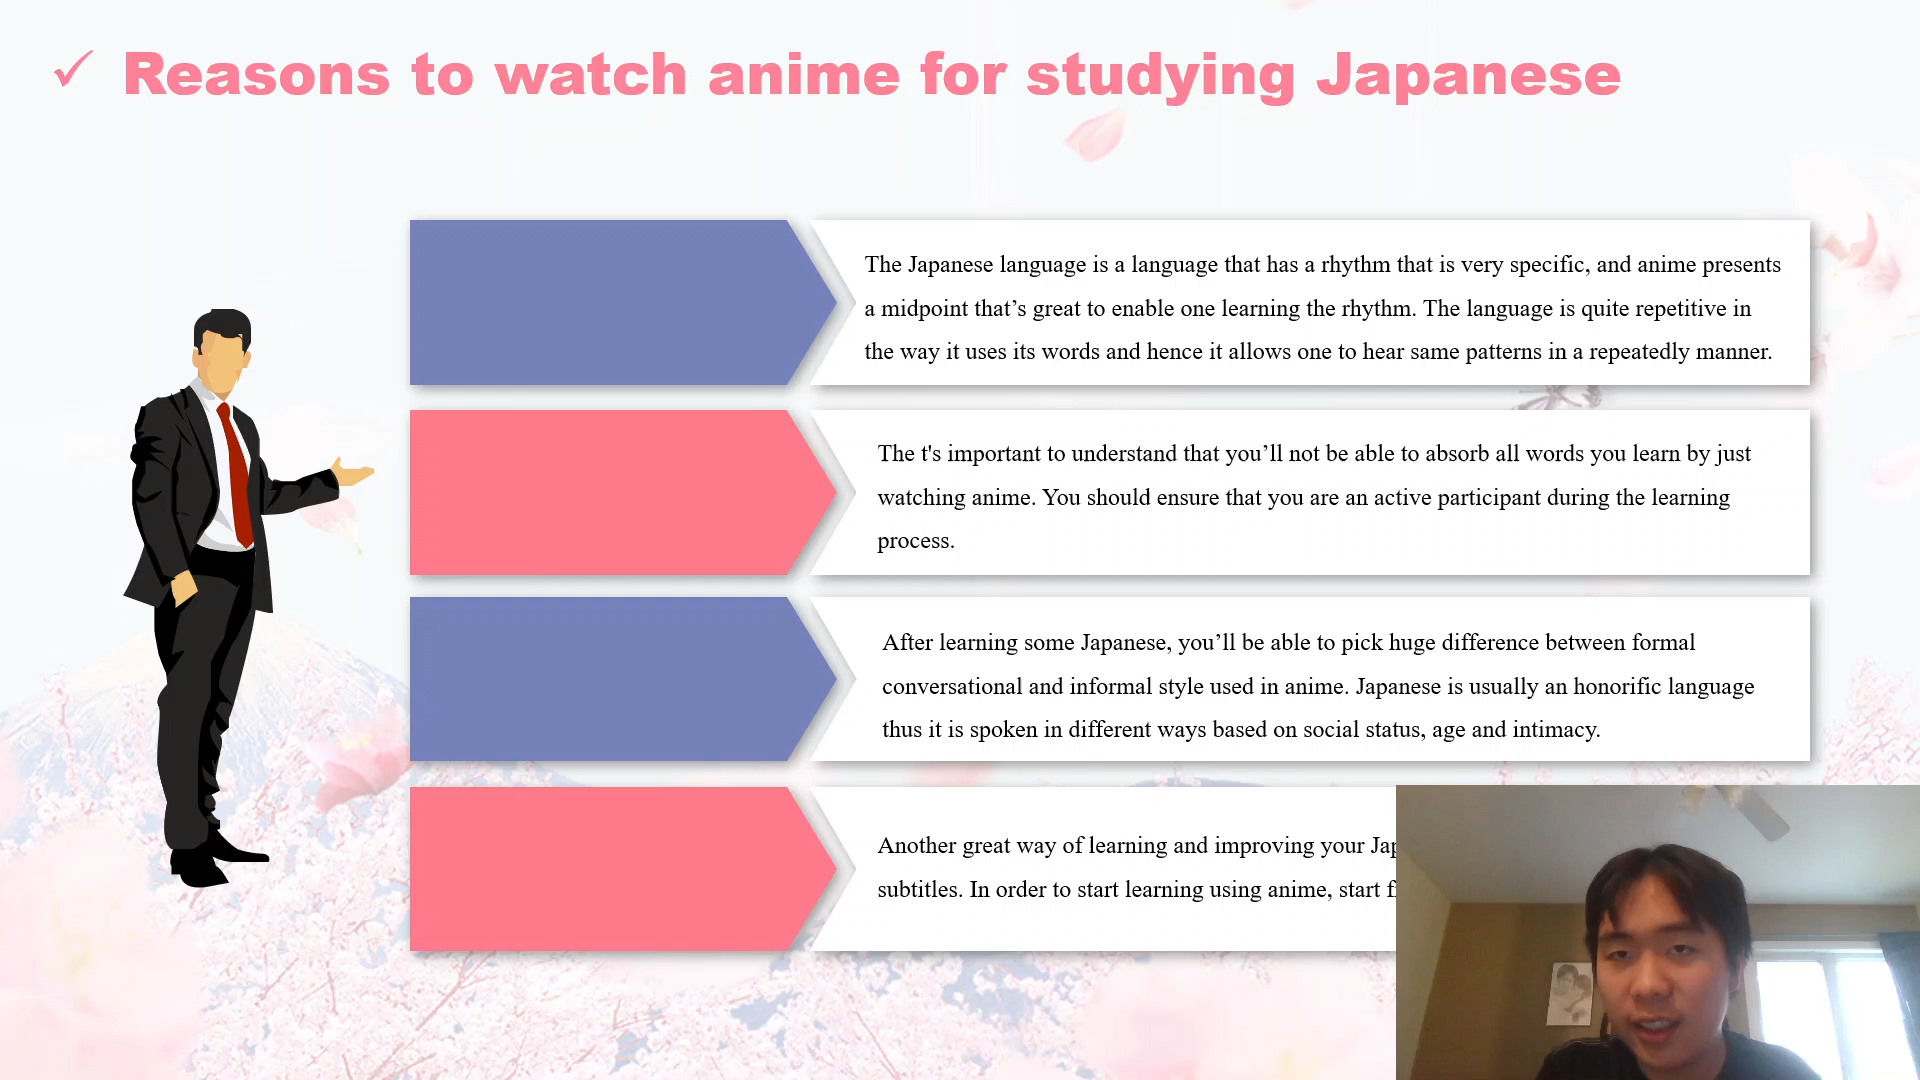 Reasons to watch anime for studying Japanese
The Japanese language is a language that has a rhythm that is very specific, and anime presents
a midpoint that’s great to enable one learning the rhythm. The language is quite repetitive in
the way it uses its words and hence it allows one to hear same patterns in a repeatedly manner.
The t's important to understand that you’ll not be able to absorb all words you learn by just
watching anime. You should ensure that you are an active participant during the learning
process.
After learning some Japanese, you’ll be able to pick huge difference between formal
conversational and informal style used in anime. Japanese is usually an honorific language
thus it is spoken in different ways based on social status, age and intimacy.
Another great way of learning and improving your
subtitles. In order to start learning using anime, start